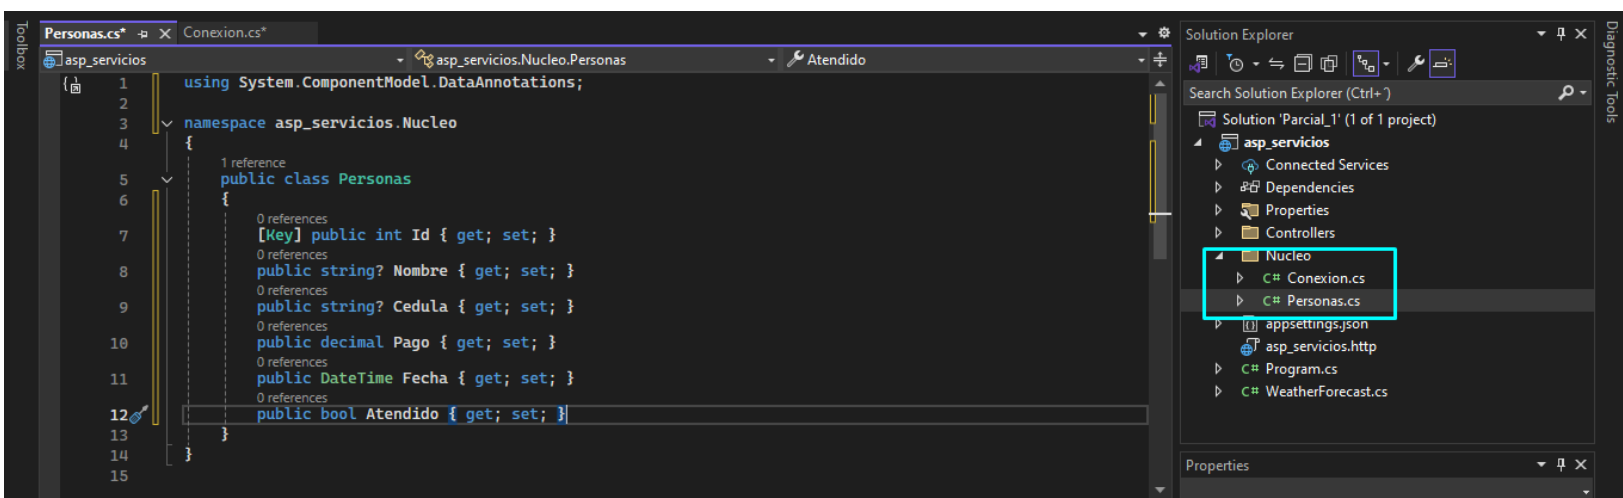 Toolbox
Personas.cs*
Conexion.cs*
asp_servicios
asp_servicios.Nucleo.Personas
Atendido
1 using System.ComponentModel.DataAnnotations;
2
3 namespace asp_servicios.Nucleo
4 {
1 reference
5 public class Personas
6 {
0 references
7 [Key] public int Id { get; set; }
0 references
8 public string? Nombre { get; set; }
0 references
9 public string? Cedula { get; set; }
0 references
10 public decimal Pago { get; set; }
0 references
11 public DateTime Fecha { get; set; }
0 references
12 public bool Atendido { get; set; }
13 }
14 }
15
Solution Explorer
Search Solution Explorer (Ctrl+´)
Solution 'Parcial_1' (1 of 1 project)
asp_servicios
Connected Services
Dependencies
Properties
Controllers
Nucleo
C# Conexion.cs
C# Personas.cs
appsettings.json
asp_servicios.http
C# Program.cs
C# WeatherForecast.cs
Properties
Diagnostic Tools